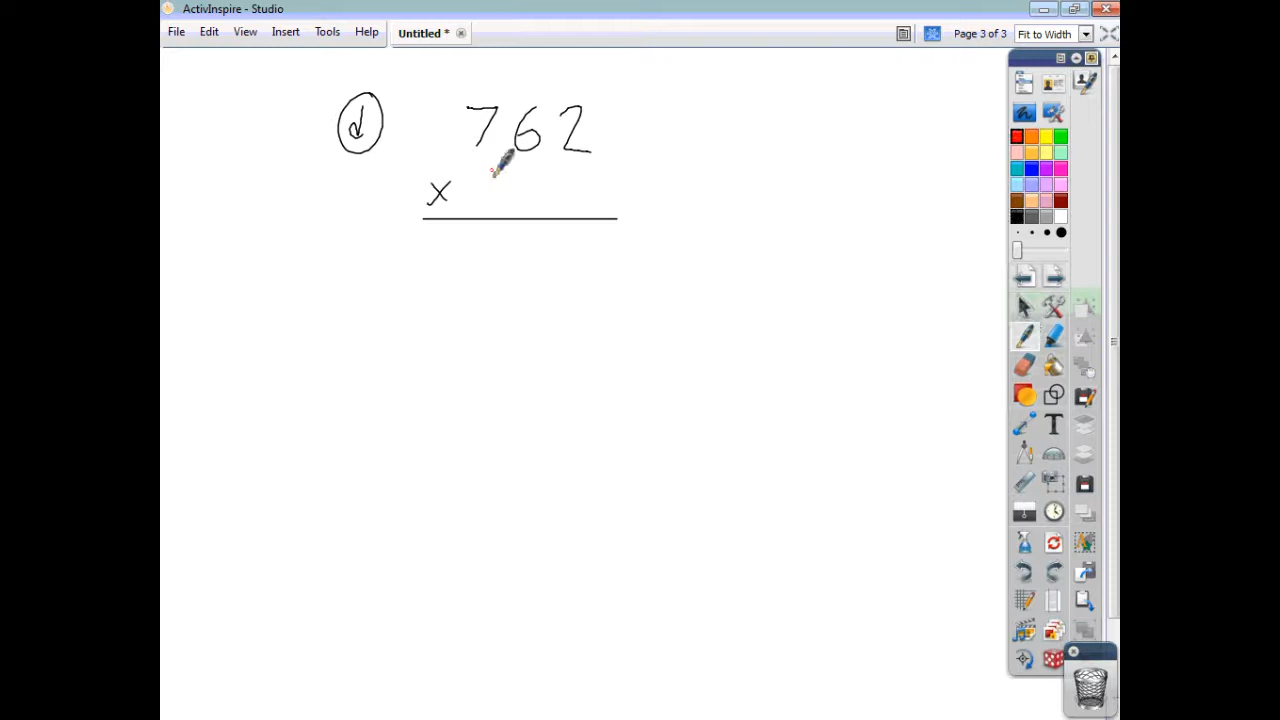 ActivInspire - Studio
File Edit View Insert Tools Help Untitled * Page 3 of 3 Fit to Width
d 762
x